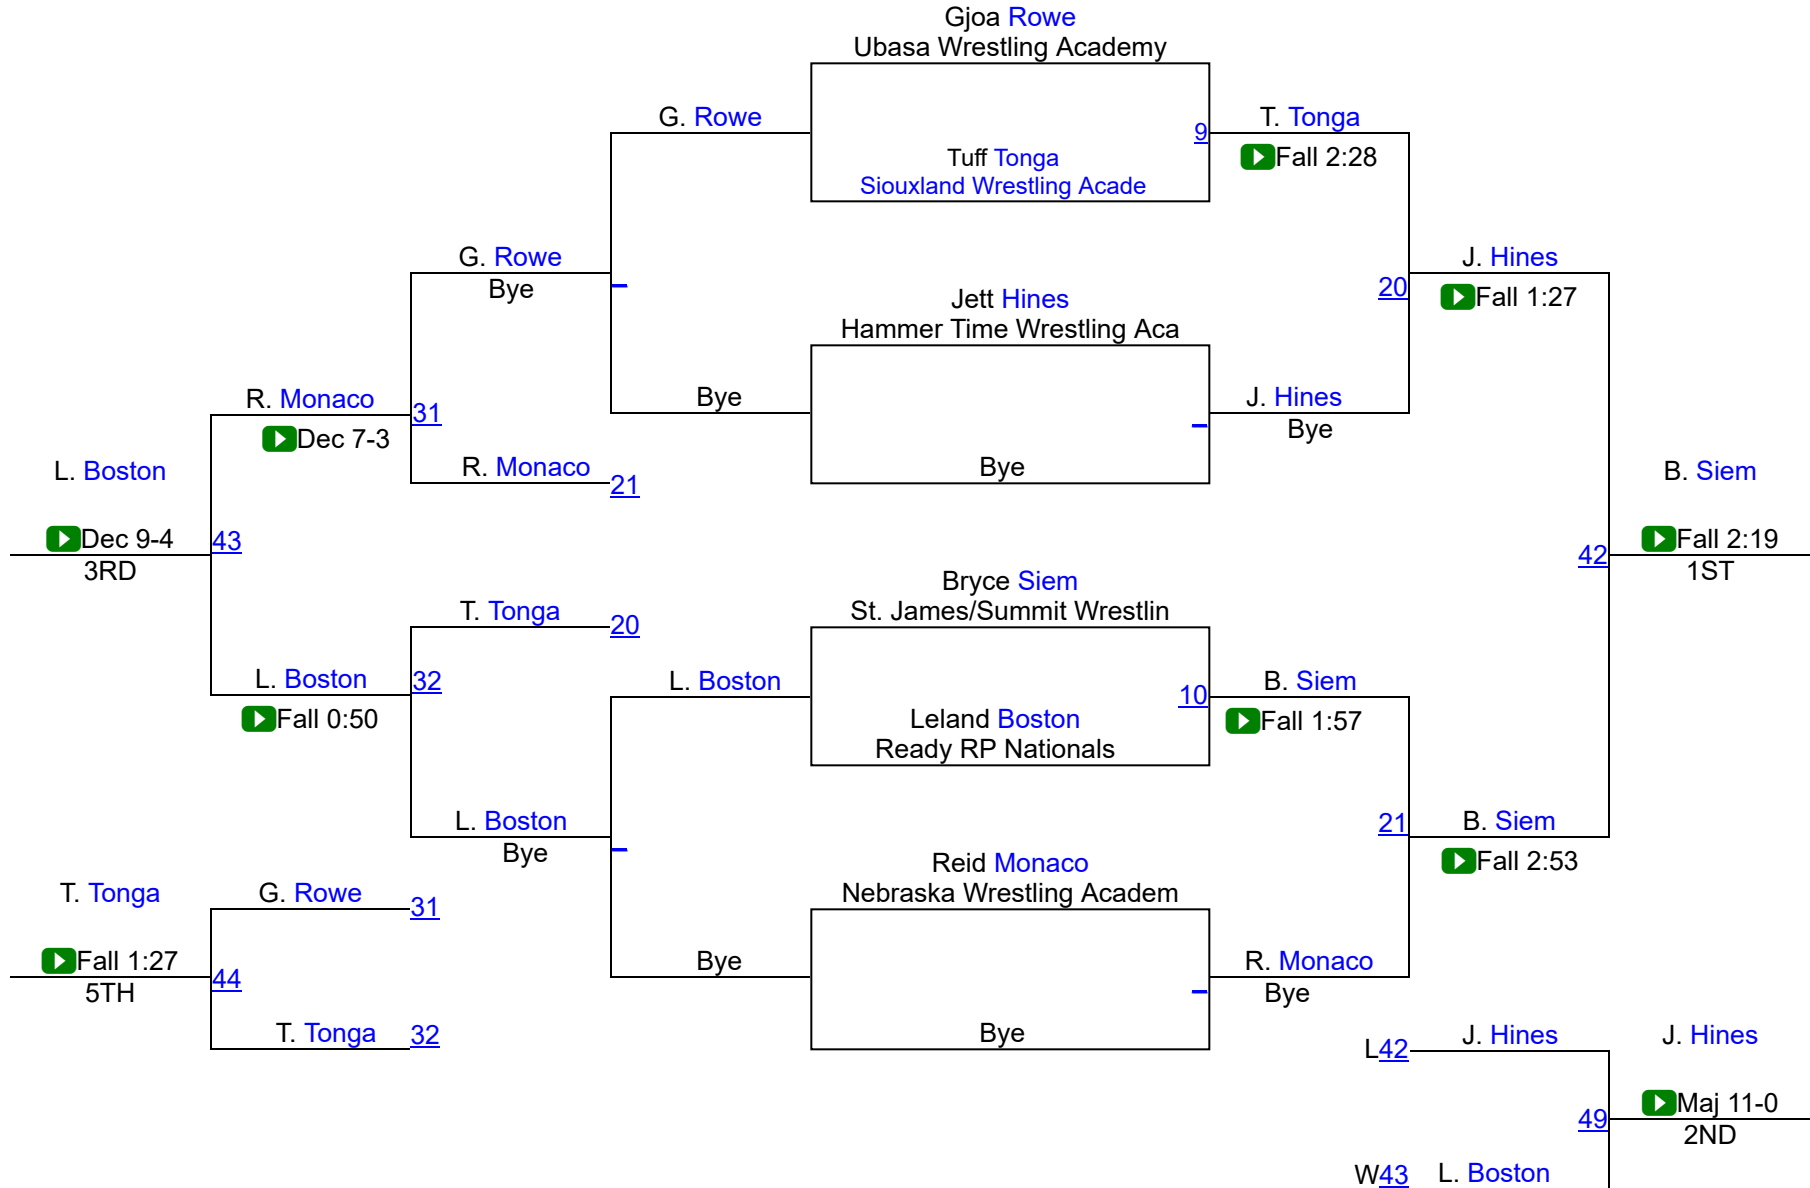 Gjoa Rowe
Ubasa Wrestling Academy
G. Rowe
9
T. Tonga
Tuff Tonga
Siouxland Wrestling Acade
Fall 2:28
G. Rowe
Bye
J. Hines
20
Fall 1:27
Jett Hines
Hammer Time Wrestling Aca
Bye
J. Hines
Bye
R. Monaco
31
Dec 7-3
R. Monaco
21
Bye
L. Boston
B. Siem
Dec 9-4
43
3RD
42
Fall 2:19
1ST
Bryce Siem
St. James/Summit Wrestlin
T. Tonga
20
L. Boston
32
Fall 0:50
L. Boston
10
B. Siem
Leland Boston
Ready RP Nationals
Fall 1:57
L. Boston
Bye
21
B. Siem
Fall 2:53
Reid Monaco
Nebraska Wrestling Academ
T. Tonga
G. Rowe
31
Fall 1:27
44
5TH
Bye
R. Monaco
Bye
T. Tonga
32
Bye
L42
J. Hines
J. Hines
49
Maj 11-0
2ND
W43
L. Boston